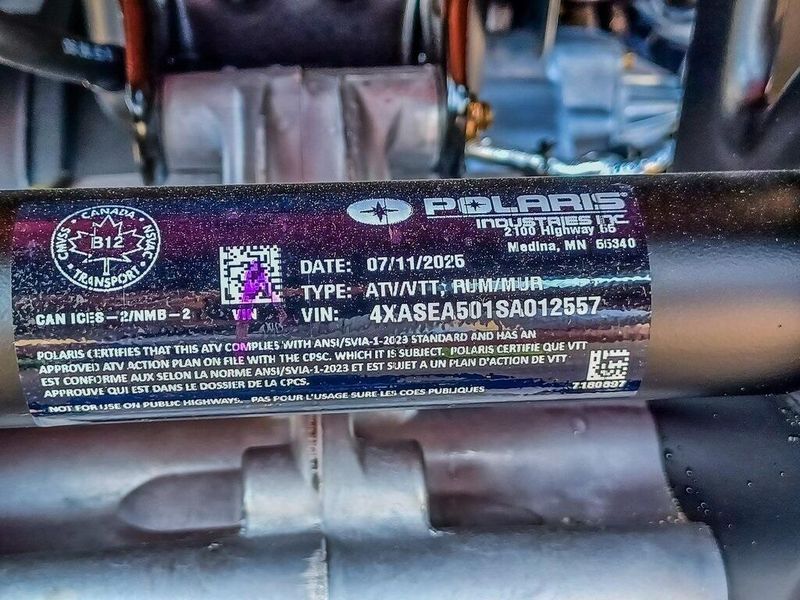 CANADA
CMVSS
NSVAC
B12
TRANSPORT
CAN ICES-2/NMB-2
VIN
POLARIS
INDUSTRIES INC.
2100 Highway 55
Medina, MN 55340
DATE: 07/11/2025
TYPE: ATV/VTT; RUM/MUR
VIN: 4XASEA501SA012557
POLARIS CERTIFIES THAT THIS ATV COMPLIES WITH ANSI/SVIA-1-2023 STANDARD AND HAS AN
APPROVED ATV ACTION PLAN ON FILE WITH THE CPSC, WHICH IT IS SUBJECT. POLARIS CERTIFIE QUE VTT
EST CONFORME AUX SELON LA NORME ANSI/SVIA-1-2023 ET EST SUJET A UN PLAN D'ACTION DE VTT
APPROUVE QUI EST DANS LE DOSSIER DE LA CPCS.
NOT FOR USE ON PUBLIC HIGHWAYS. PAS POUR L'USAGE SURE LES COES PUBLIQUES
7180897